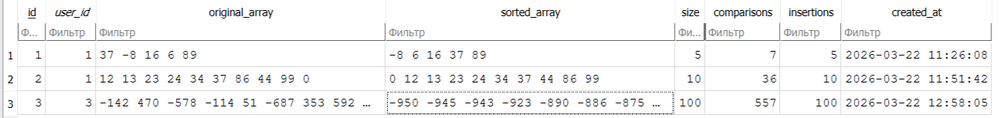 id user_id original_array sorted_array size comparisons insertions created_at
Ф... Фильтр Фильтр Фильтр Фи... Фильтр Фильтр Фильтр
1 1 1 37 -8 16 6 89 -8 6 16 37 89 5 7 5 2026-03-22 11:26:08
2 2 1 12 13 23 24 34 37 86 44 99 0 0 12 13 23 24 34 37 44 86 99 10 36 10 2026-03-22 11:51:42
3 3 3 -142 470 -578 -114 51 -687 353 592 ... -950 -945 -943 -923 -890 -886 -875 ... 100 557 100 2026-03-22 12:58:05